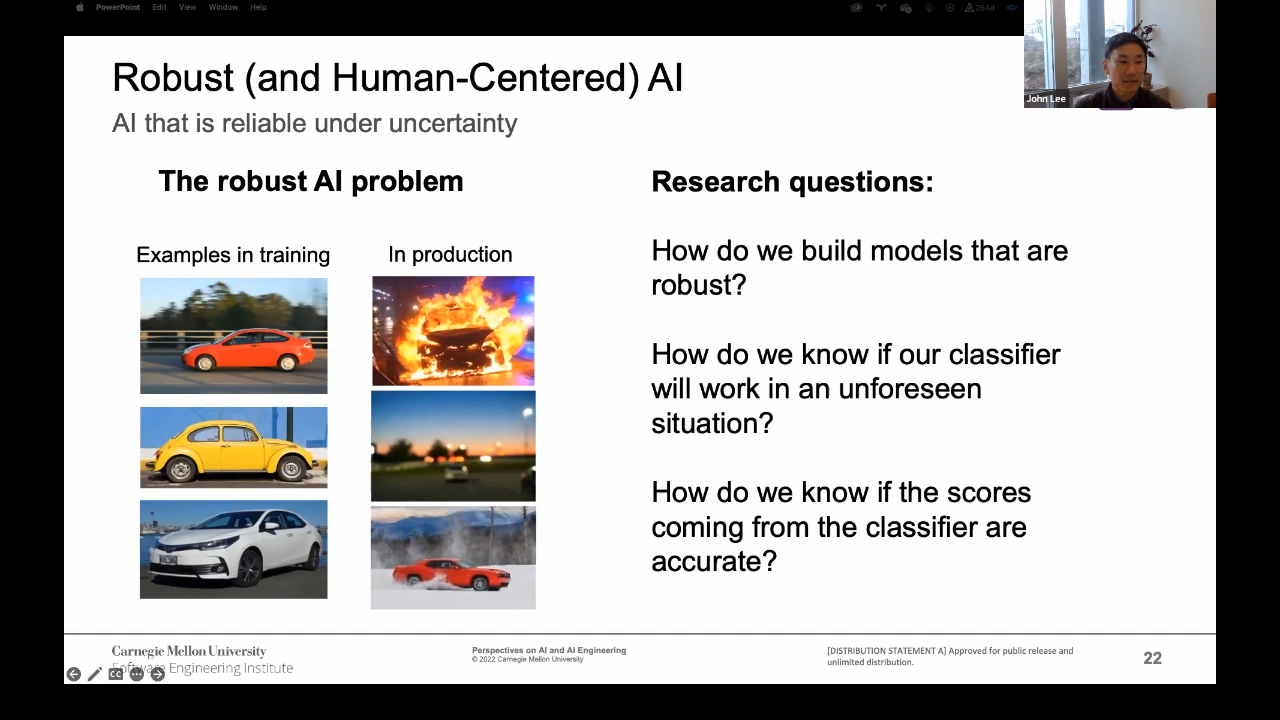 PowerPoint Edit View Window Help
764d
Robust (and Human-Centered) AI
AI that is reliable under uncertainty
John Lee
The robust AI problem
Examples in training
In production
Research questions:
How do we build models that are
robust?
How do we know if our classifier
will work in an unforeseen
situation?
How do we know if the scores
coming from the classifier are
accurate?
Carnegie Mellon University
Software Engineering Institute
CC
Perspectives on AI and AI Engineering
© 2022 Carnegie Mellon University
[DISTRIBUTION STATEMENT A] Approved for public release and
unlimited distribution.
22